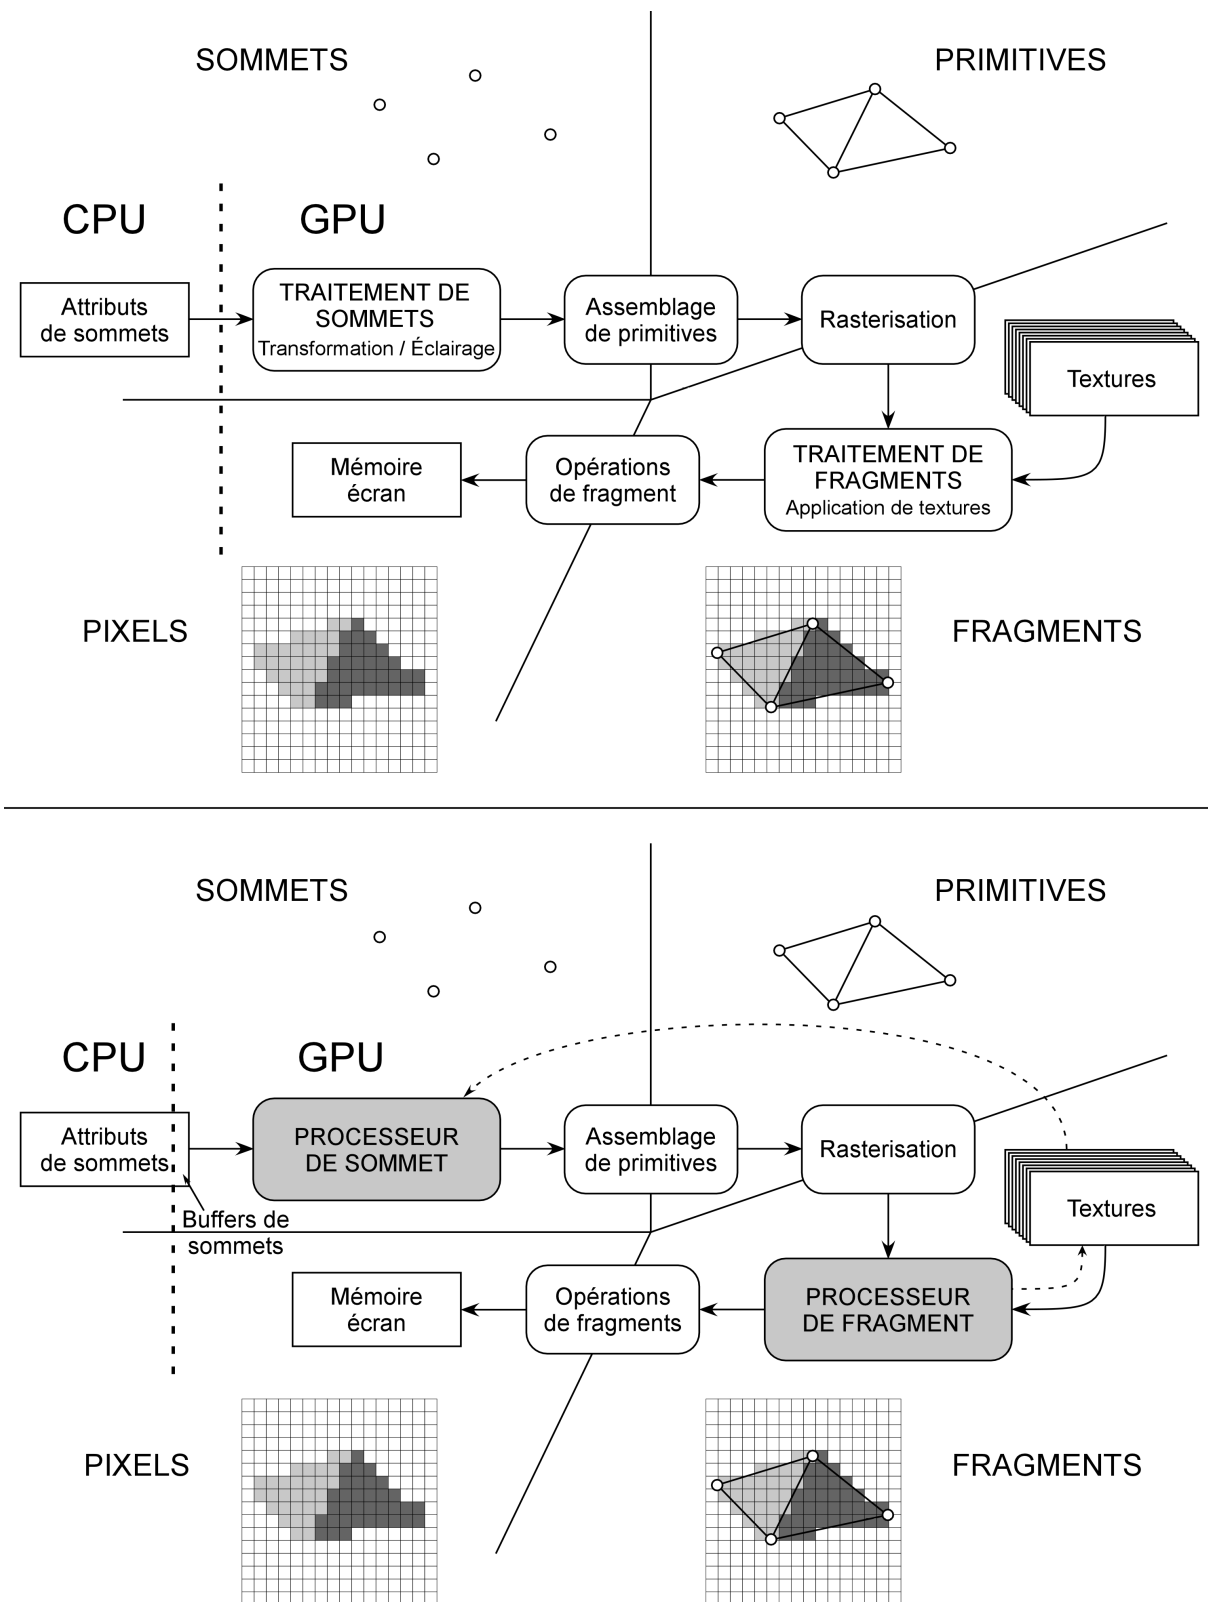 SOMMETS
PRIMITIVES
CPU
GPU
Attributs
de sommets
TRAITEMENT DE
SOMMETS
Transformation / Éclairage
Assemblage
de primitives
Rasterisation
Textures
Mémoire
écran
Opérations
de fragment
TRAITEMENT DE
FRAGMENTS
Application de textures
PIXELS
FRAGMENTS
SOMMETS
PRIMITIVES
CPU
GPU
Attributs
de sommets
PROCESSEUR
DE SOMMET
Assemblage
de primitives
Rasterisation
Textures
Buffers de
sommets
Mémoire
écran
Opérations
de fragments
PROCESSEUR
DE FRAGMENT
PIXELS
FRAGMENTS